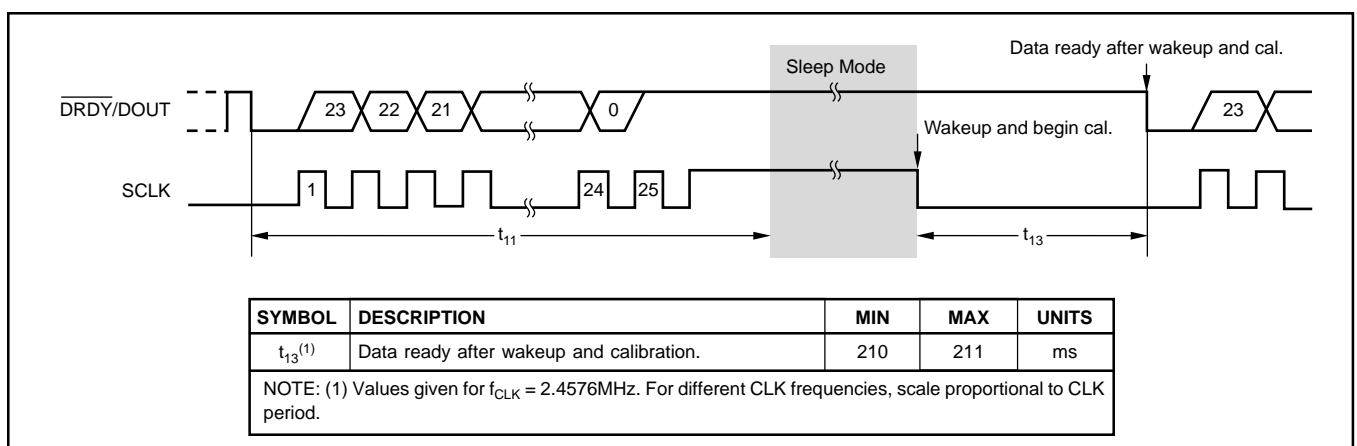 Data ready after wakeup and cal.
Sleep Mode
DRDY/DOUT 23 22 21 0 23
Wakeup and begin cal.
SCLK 1 24 25
t11 t13
SYMBOL DESCRIPTION MIN MAX UNITS
t13(1) Data ready after wakeup and calibration. 210 211 ms
NOTE: (1) Values given for fCLK = 2.4576MHz. For different CLK frequencies, scale proportional to CLK
period.